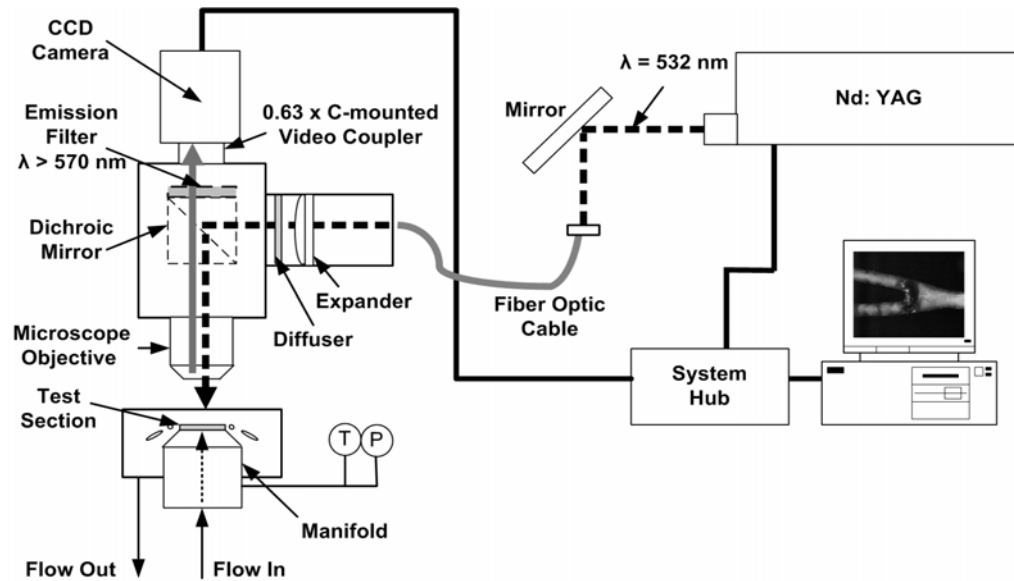 CCD
Camera
Emission
Filter
λ > 570 nm
0.63 x C-mounted
Video Coupler
Dichroic
Mirror
Microscope
Objective
Expander
Diffuser
Test
Section
T
P
Manifold
Flow Out
Flow In
Mirror
λ = 532 nm
Nd: YAG
Fiber Optic
Cable
System
Hub